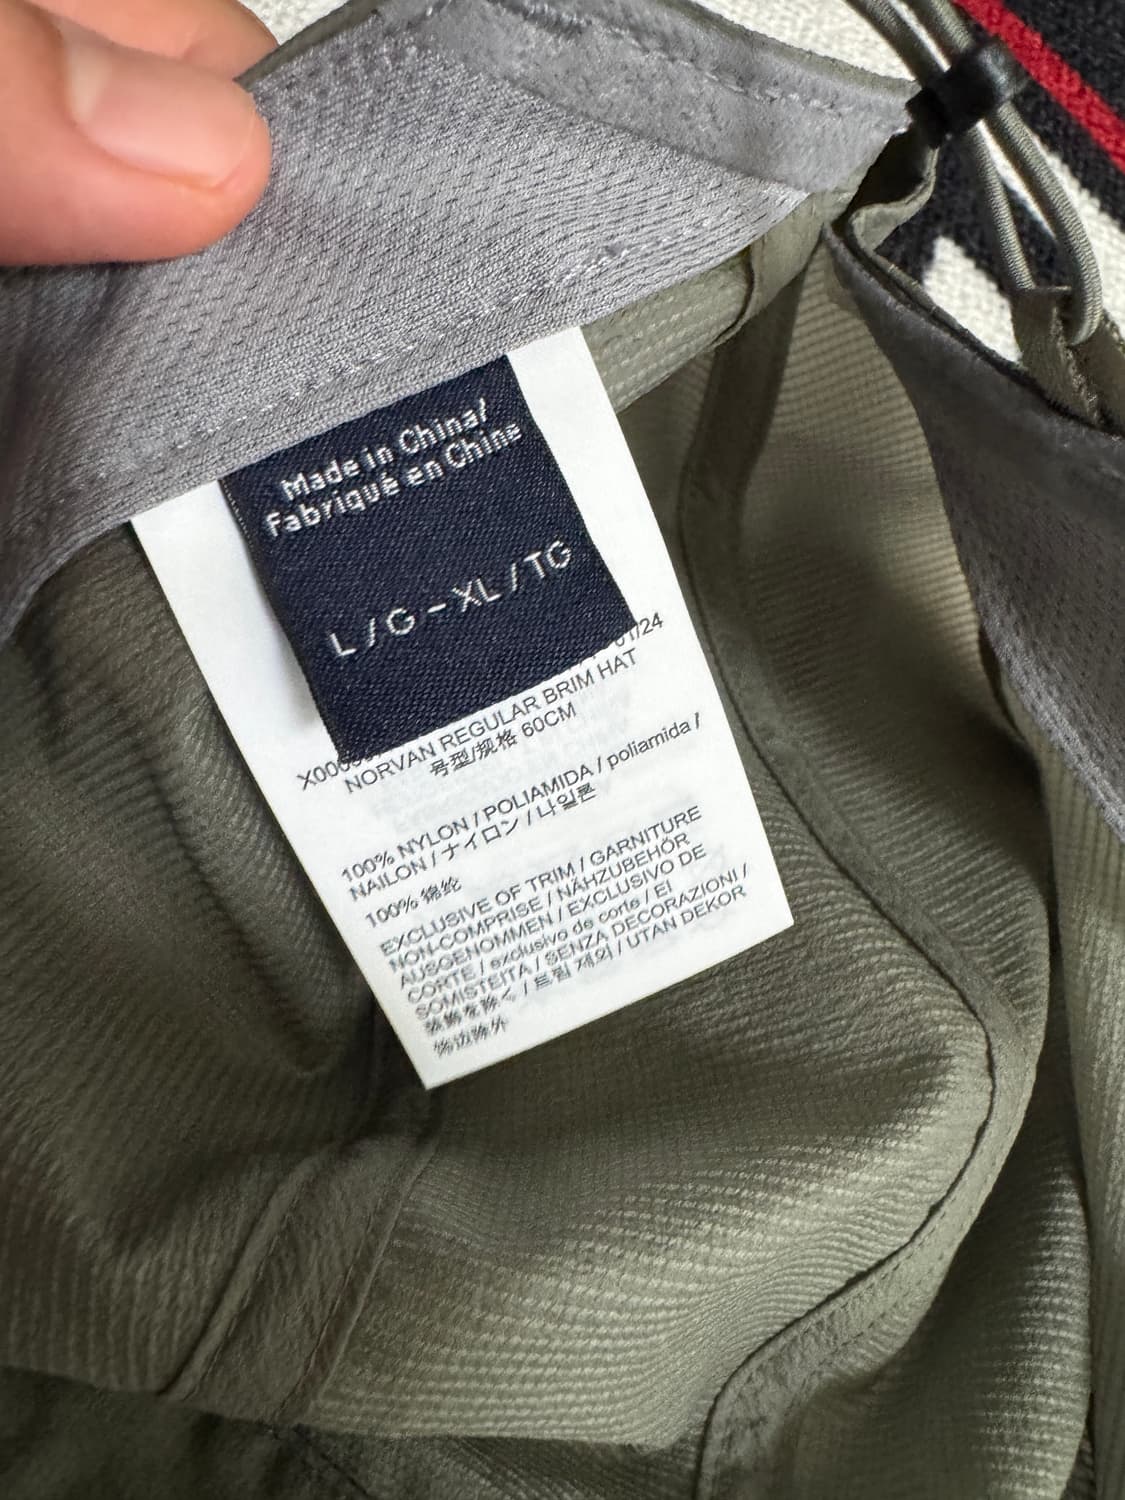 Made in China/
Fabriqué en Chine
L / G – XL / TG
01/24
NORVAN REGULAR BRIM HAT
号型/规格 60CM
100% NYLON / POLIAMIDA / poliamida /
NAILON / ナイロン / 나일론
100% 锦纶
EXCLUSIVE OF TRIM / GARNITURE
NON-COMPRISE / NÄHZUBEHÖR
AUSGENOMMEN / EXCLUSIVO DE
CORTE / exclusivo de corte / EI
SOMISTEITA / SENZA DECORAZIONI /
UTAN DEKOR / 트림 제외 / 装飾を除く /
饰边除外